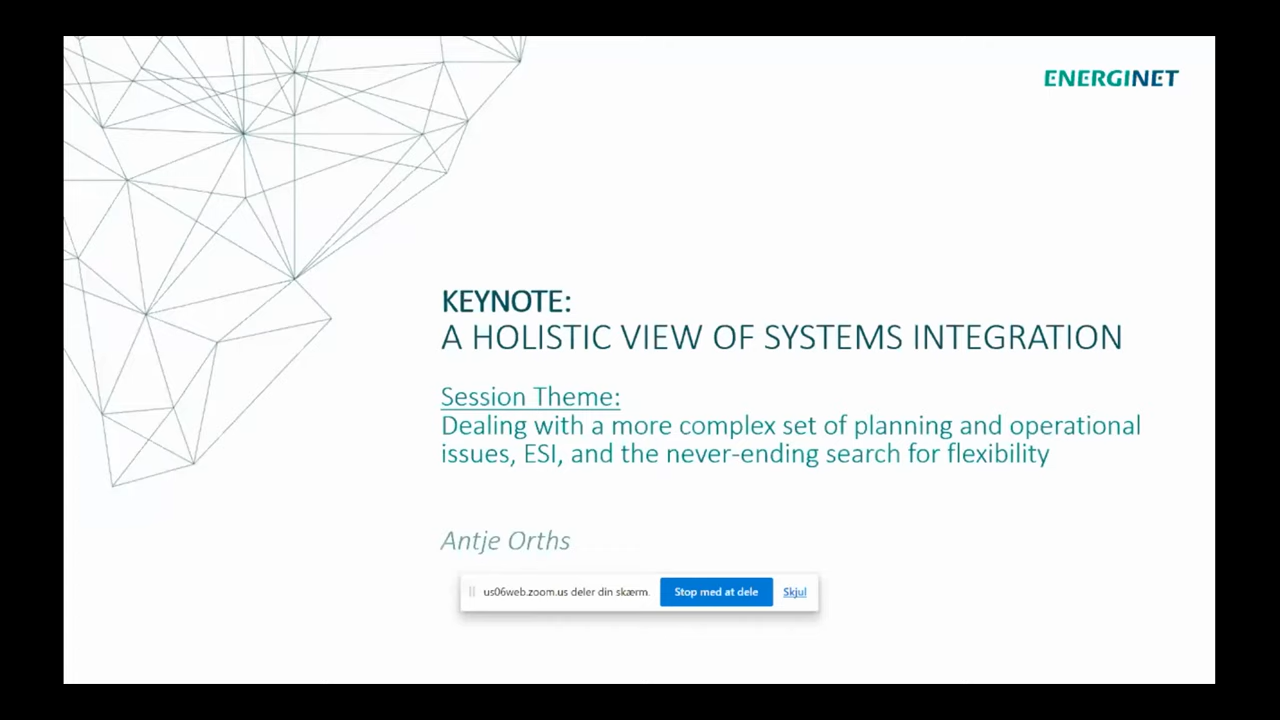 ENERGINET
KEYNOTE:
A HOLISTIC VIEW OF SYSTEMS INTEGRATION
Session Theme:
Dealing with a more complex set of planning and operational
issues, ESI, and the never-ending search for flexibility
Antje Orths
us06web.zoom.us deler din skærm. Stop med at dele Skjul